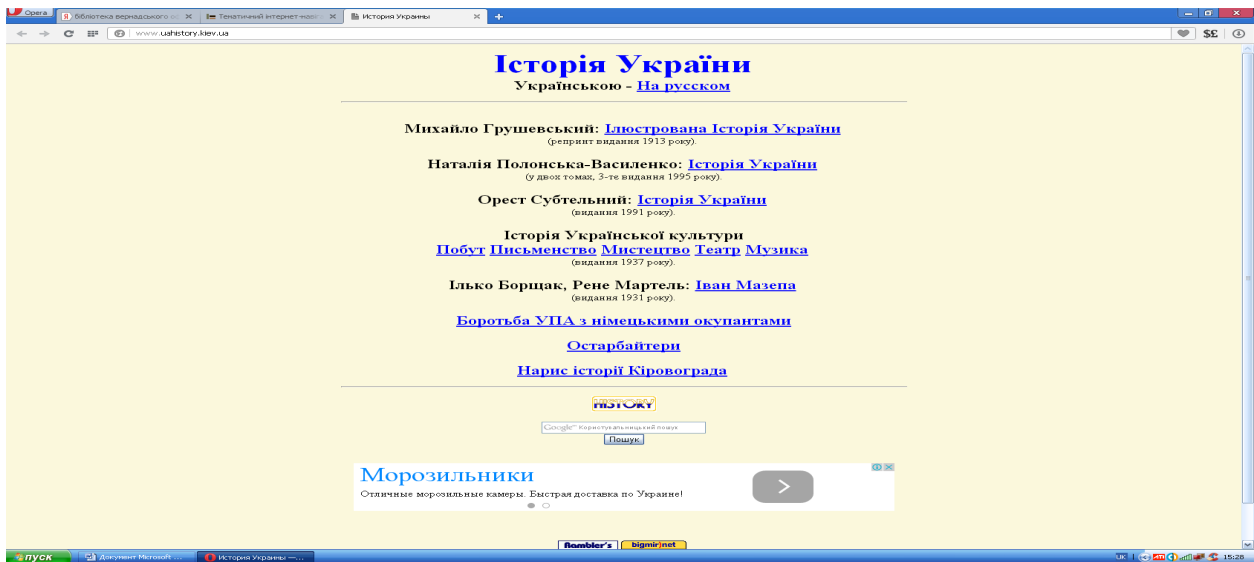 Opera
бібліотека вернадського ос
Тематичний інтернет-навіг
История Украины
www.uahistory.kiev.ua
Історія України
Українською - На русском
Михайло Грушевський: Ілюстрована Історія України
(репринт видання 1913 року).
Наталія Полонська-Василенко: Історія України
(у двох томах, 3-тє видання 1995 року).
Орест Субтельний: Історія України
(видання 1991 року).
Історія Української культури
Побут Письменство Мистецтво Театр Музика
(видання 1937 року).
Ілько Борщак, Рене Мартель: Іван Мазепа
(видання 1931 року).
Боротьба УПА з німецькими окупантами
Остарбайтери
Нарис історії Кіровограда
HISTORY
Google™ Користувальницький пошук
Пошук
Морозильники
Отличные морозильные камеры. Быстрая доставка по Украине!
Rambler's bigmir)net
пуск
Документ Microsoft ...
История Украины —...
UK
15:28